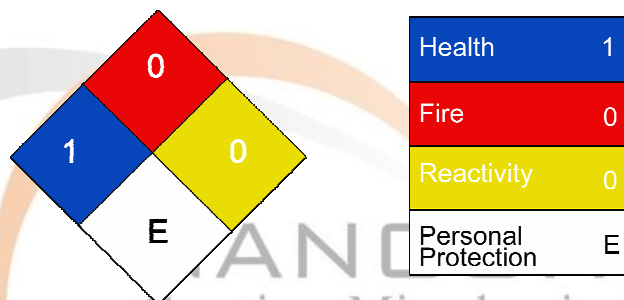 0
1
0
E
Health 1
Fire 0
Reactivity 0
Personal
Protection E